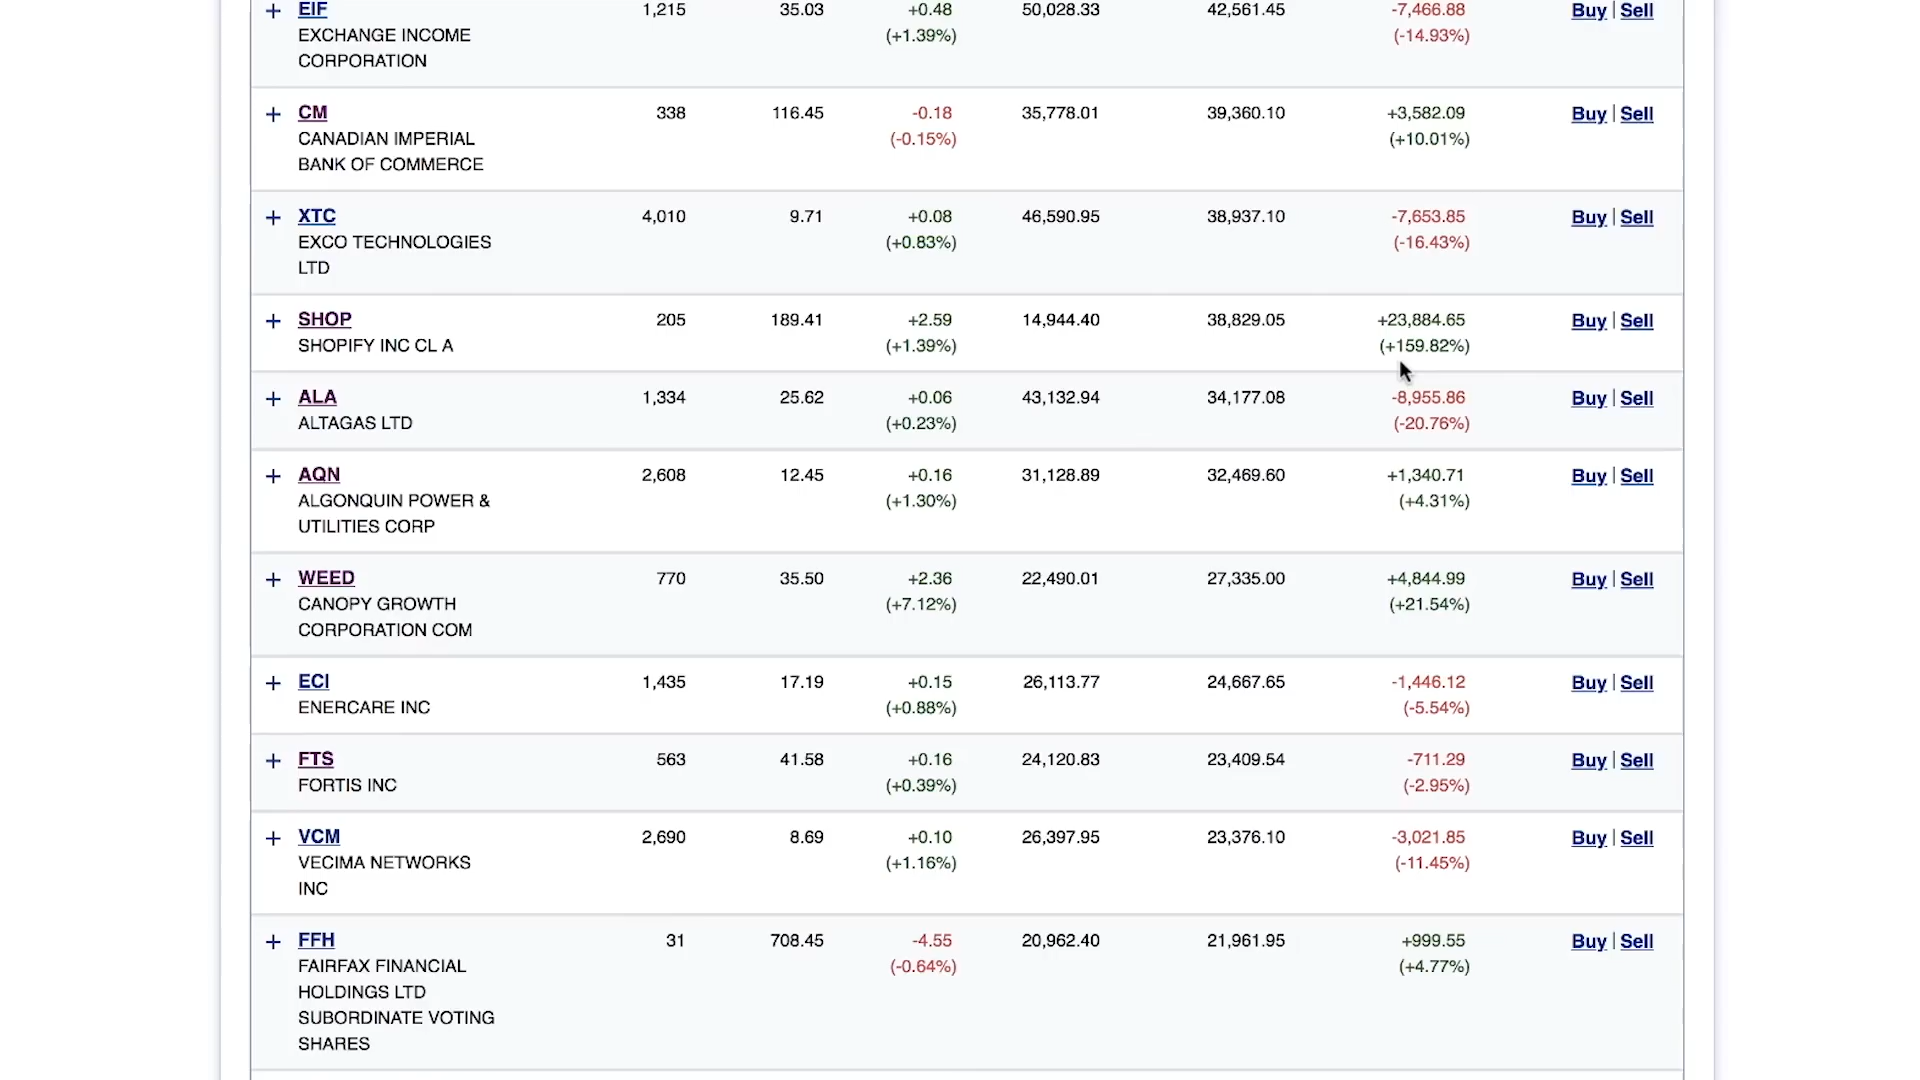 + EIF 1,215 35.03 +0.48 50,028.33 42,561.45 -7,466.88 Buy | Sell
EXCHANGE INCOME (+1.39%) (-14.93%)
CORPORATION
+ CM 338 116.45 -0.18 35,778.01 39,360.10 +3,582.09 Buy | Sell
CANADIAN IMPERIAL (-0.15%) (+10.01%)
BANK OF COMMERCE
+ XTC 4,010 9.71 +0.08 46,590.95 38,937.10 -7,653.85 Buy | Sell
EXCO TECHNOLOGIES (+0.83%) (-16.43%)
LTD
+ SHOP 205 189.41 +2.59 14,944.40 38,829.05 +23,884.65 Buy | Sell
SHOPIFY INC CL A (+1.39%) (+159.82%)
+ ALA 1,334 25.62 +0.06 43,132.94 34,177.08 -8,955.86 Buy | Sell
ALTAGAS LTD (+0.23%) (-20.76%)
+ AQN 2,608 12.45 +0.16 31,128.89 32,469.60 +1,340.71 Buy | Sell
ALGONQUIN POWER & (+1.30%) (+4.31%)
UTILITIES CORP
+ WEED 770 35.50 +2.36 22,490.01 27,335.00 +4,844.99 Buy | Sell
CANOPY GROWTH (+7.12%) (+21.54%)
CORPORATION COM
+ ECI 1,435 17.19 +0.15 26,113.77 24,667.65 -1,446.12 Buy | Sell
ENERCARE INC (+0.88%) (-5.54%)
+ FTS 563 41.58 +0.16 24,120.83 23,409.54 -711.29 Buy | Sell
FORTIS INC (+0.39%) (-2.95%)
+ VCM 2,690 8.69 +0.10 26,397.95 23,376.10 -3,021.85 Buy | Sell
VECIMA NETWORKS (+1.16%) (-11.45%)
INC
+ FFH 31 708.45 -4.55 20,962.40 21,961.95 +999.55 Buy | Sell
FAIRFAX FINANCIAL (-0.64%) (+4.77%)
HOLDINGS LTD
SUBORDINATE VOTING
SHARES